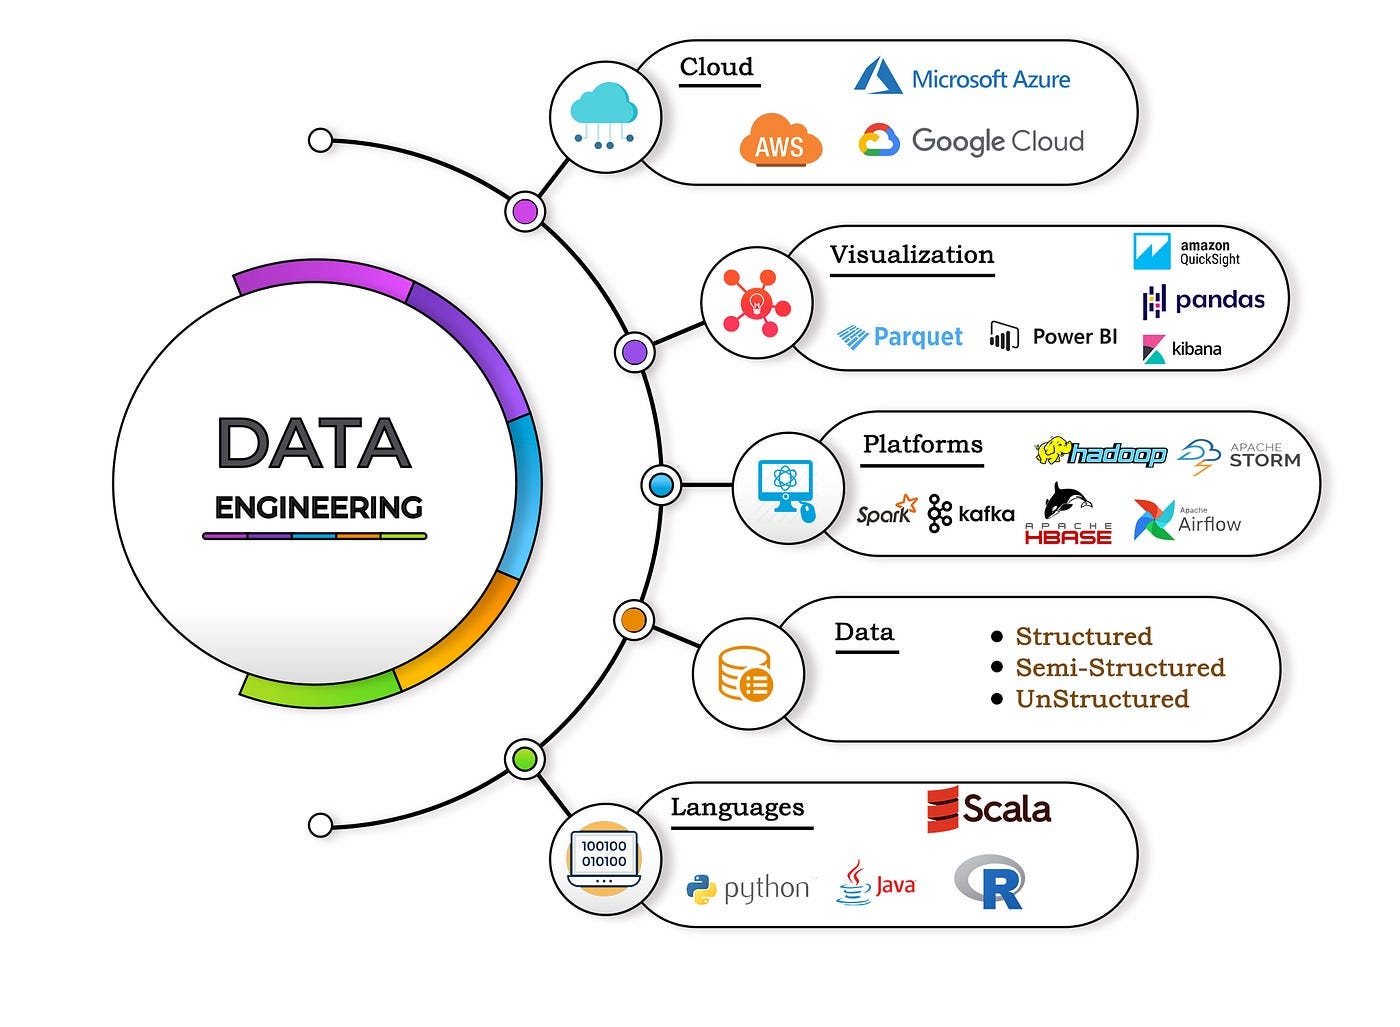 DATA
ENGINEERING
Cloud
Microsoft Azure
AWS
Google Cloud
Visualization
amazon
QuickSight
pandas
Parquet
Power BI
kibana
Platforms
hadoop
APACHE
STORM
Spark
kafka
APACHE
HBASE
Apache
Airflow
Data
• Structured
• Semi-Structured
• UnStructured
Languages
Scala
100100
010100
python
Java
R